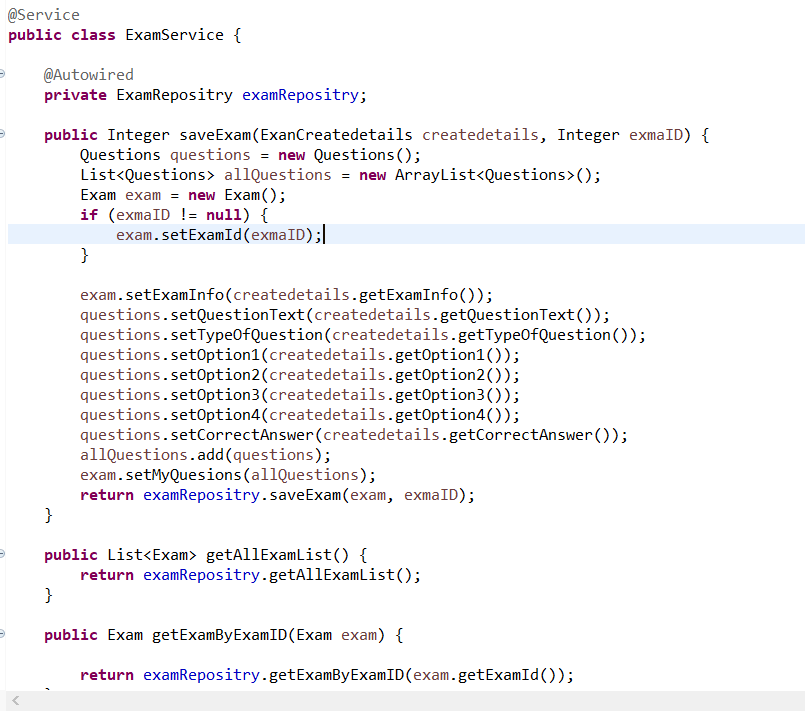 @Service
public class ExamService {
@Autowired
private ExamRepositry examRepositry;
public Integer saveExam(ExanCreatedetails createdetails, Integer exmaID) {
Questions questions = new Questions();
List<Questions> allQuestions = new ArrayList<Questions>();
Exam exam = new Exam();
if (exmaID != null) {
exam.setExamId(exmaID);
}
exam.setExamInfo(createdetails.getExamInfo());
questions.setQuestionText(createdetails.getQuestionText());
questions.setTypeOfQuestion(createdetails.getTypeOfQuestion());
questions.setOption1(createdetails.getOption1());
questions.setOption2(createdetails.getOption2());
questions.setOption3(createdetails.getOption3());
questions.setOption4(createdetails.getOption4());
questions.setCorrectAnswer(createdetails.getCorrectAnswer());
allQuestions.add(questions);
exam.setMyQuesions(allQuestions);
return examRepositry.saveExam(exam, exmaID);
}
public List<Exam> getAllExamList() {
return examRepositry.getAllExamList();
}
public Exam getExamByExamID(Exam exam) {
return examRepositry.getExamByExamID(exam.getExamId());